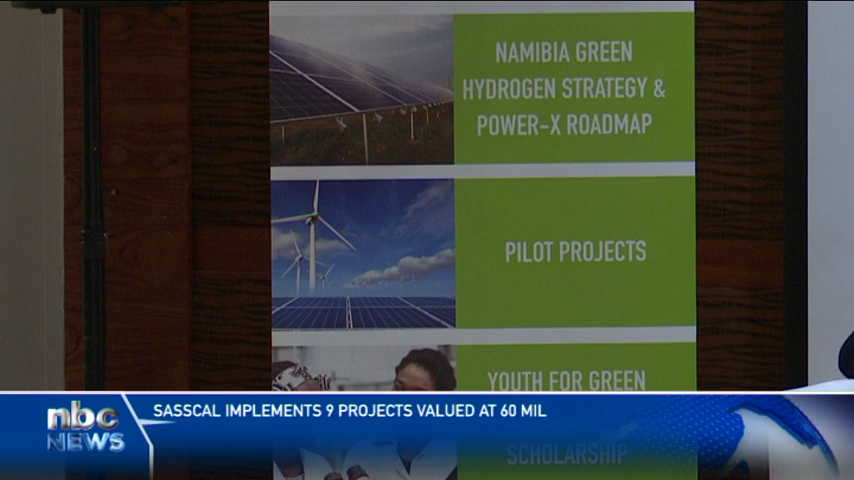 NAMIBIA GREEN
HYDROGEN STRATEGY &
POWER-X ROADMAP
PILOT PROJECTS
YOUTH FOR GREEN
SCHOLARSHIP
nbc
NEWS
SASSCAL IMPLEMENTS 9 PROJECTS VALUED AT 60 MIL